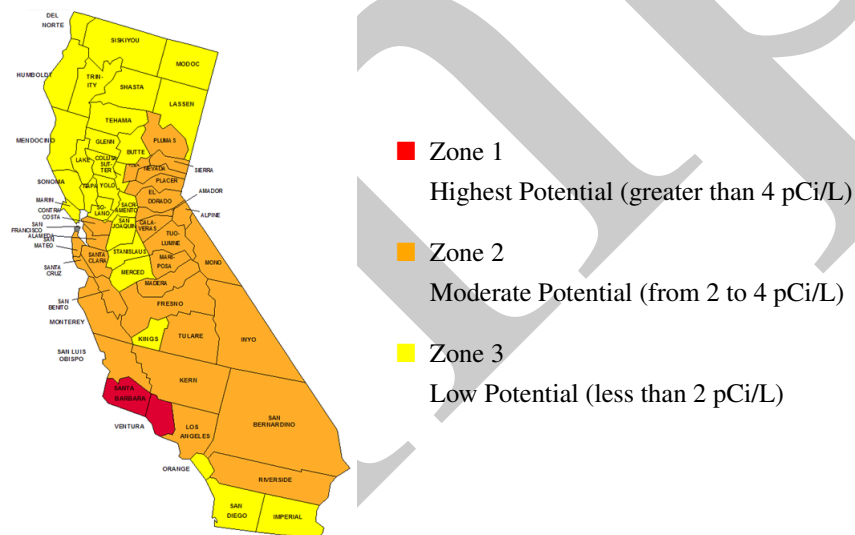 DEL
NORTE
SISKIYOU
MODOC
HUMBOLDT
TRIN-
ITY
SHASTA
LASSEN
TEHAMA
PLUMAS
MENDOCINO
GLENN
BUTTE
LAKE
COLUSA
SUT-
TER
NEVADA
SIERRA
PLACER
SONOMA
NAPA
YOLO
EL
DORADO
AMADOR
MARIN
SO-
LANO
SACR-
AMENTO
ALPINE
CONTRA
COSTA
SAN
JOAQUIN
CALA-
VERAS
SAN
FRANCISCO
ALAMEDA
TUO-
LUMNE
SAN
MATEO
SANTA
CLARA
STANISLAUS
MARI-
POSA
MONO
SANTA
CRUZ
MERCED
MADERA
SAN
BENITO
FRESNO
MONTEREY
KINGS
TULARE
INYO
SAN LUIS
OBISPO
KERN
SANTA
BARBARA
SAN
BERNARDINO
VENTURA
LOS
ANGELES
ORANGE
RIVERSIDE
SAN
DIEGO
IMPERIAL
Zone 1
Highest Potential (greater than 4 pCi/L)
Zone 2
Moderate Potential (from 2 to 4 pCi/L)
Zone 3
Low Potential (less than 2 pCi/L)